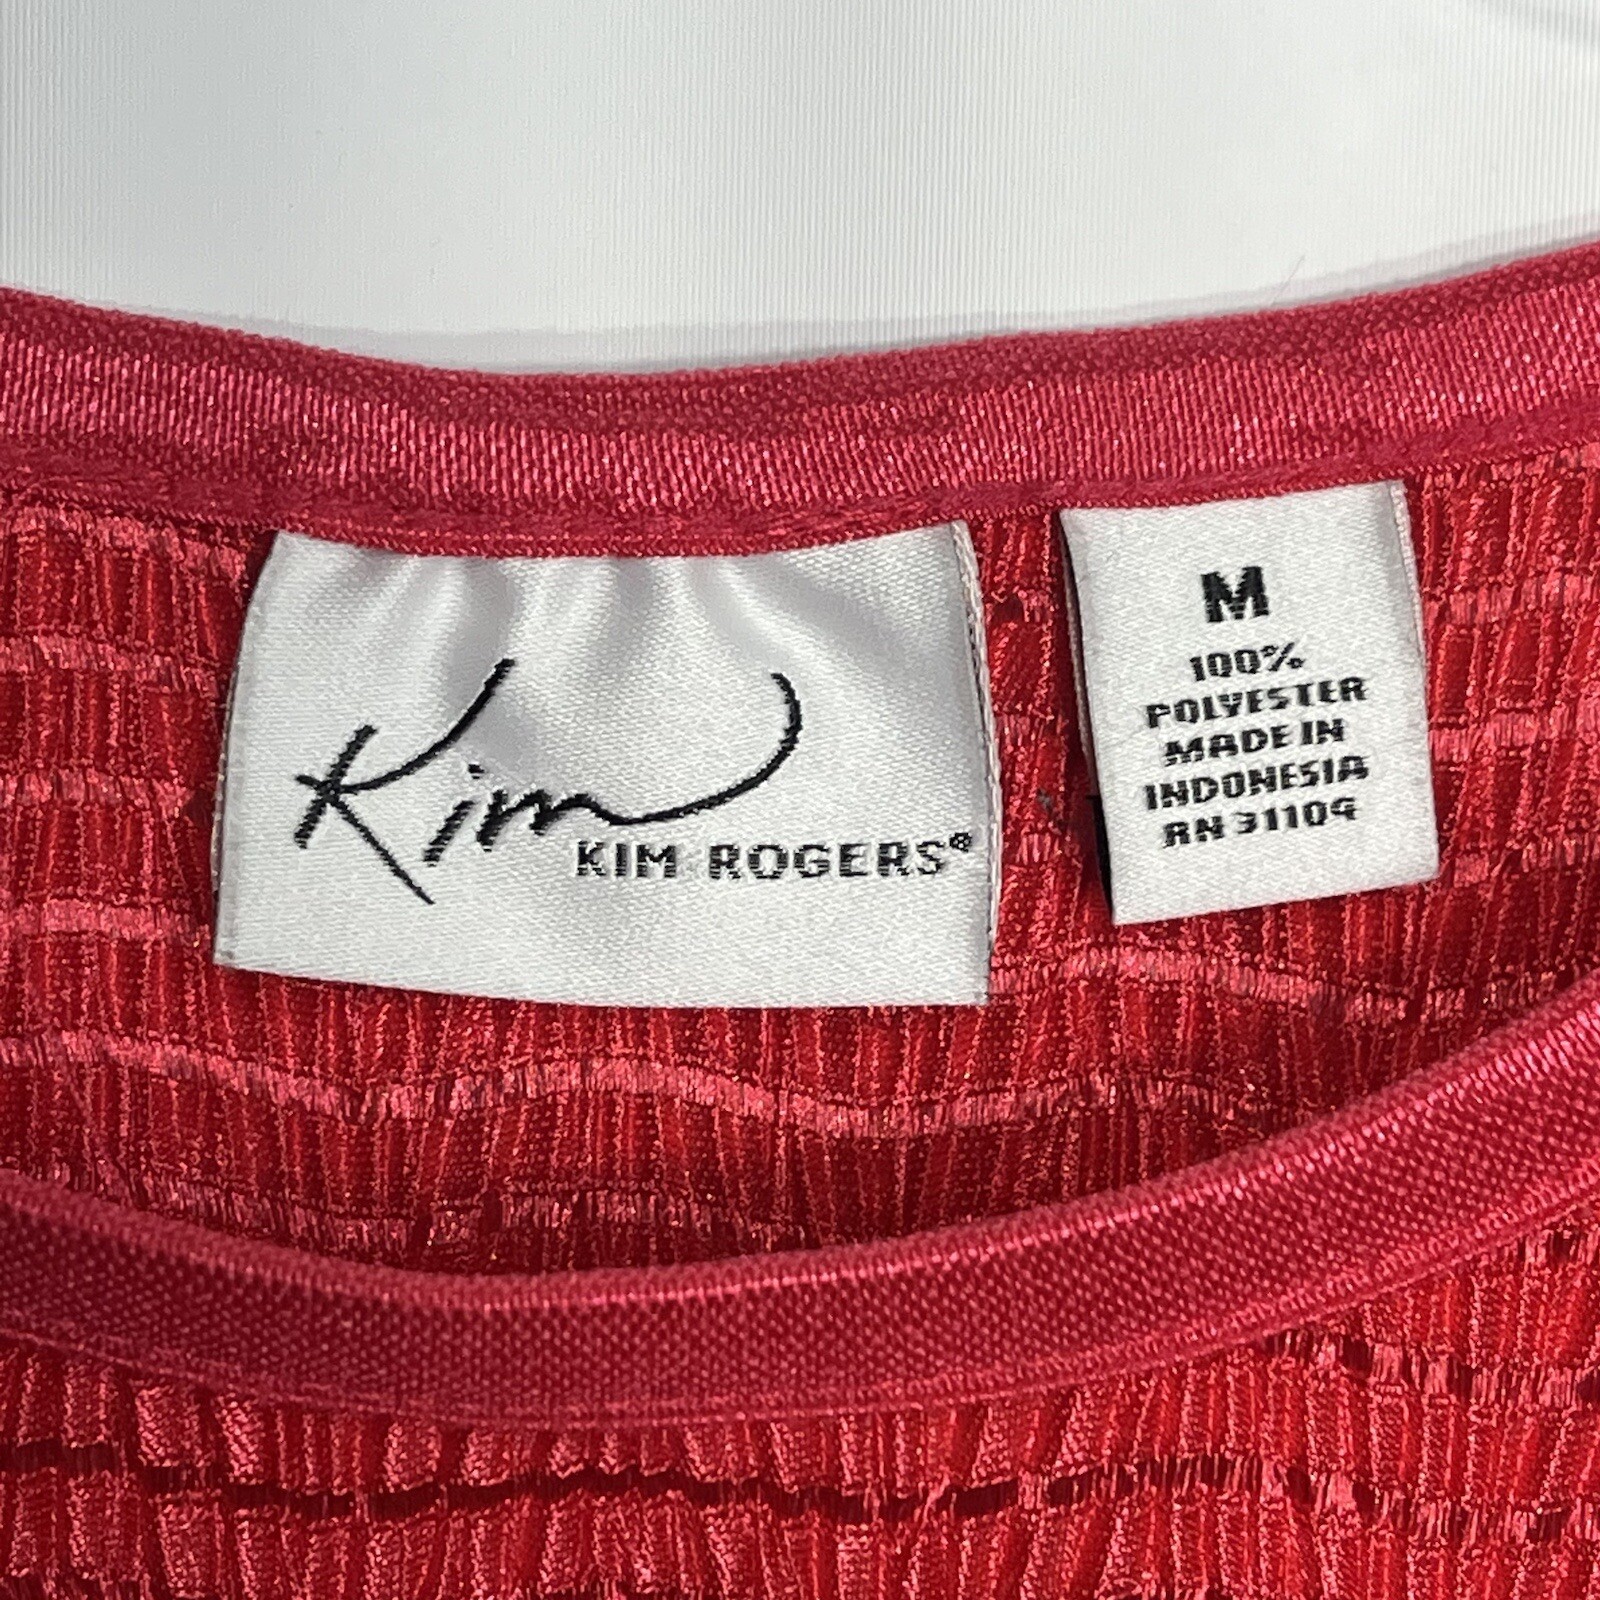 Kim
KIM ROGERS®
M
100%
POLYESTER
MADE IN
INDONESIA
RN 31109